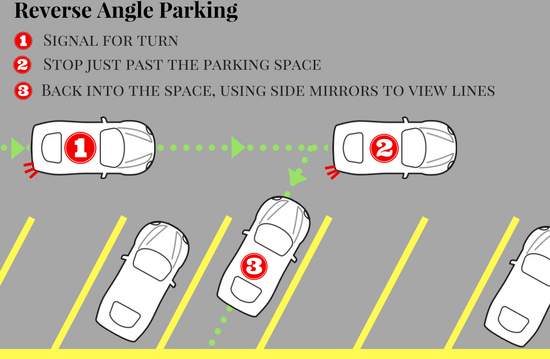 Reverse Angle Parking
1 Signal for turn
2 Stop just past the parking space
3 Back into the space, using side mirrors to view lines
1
2
3